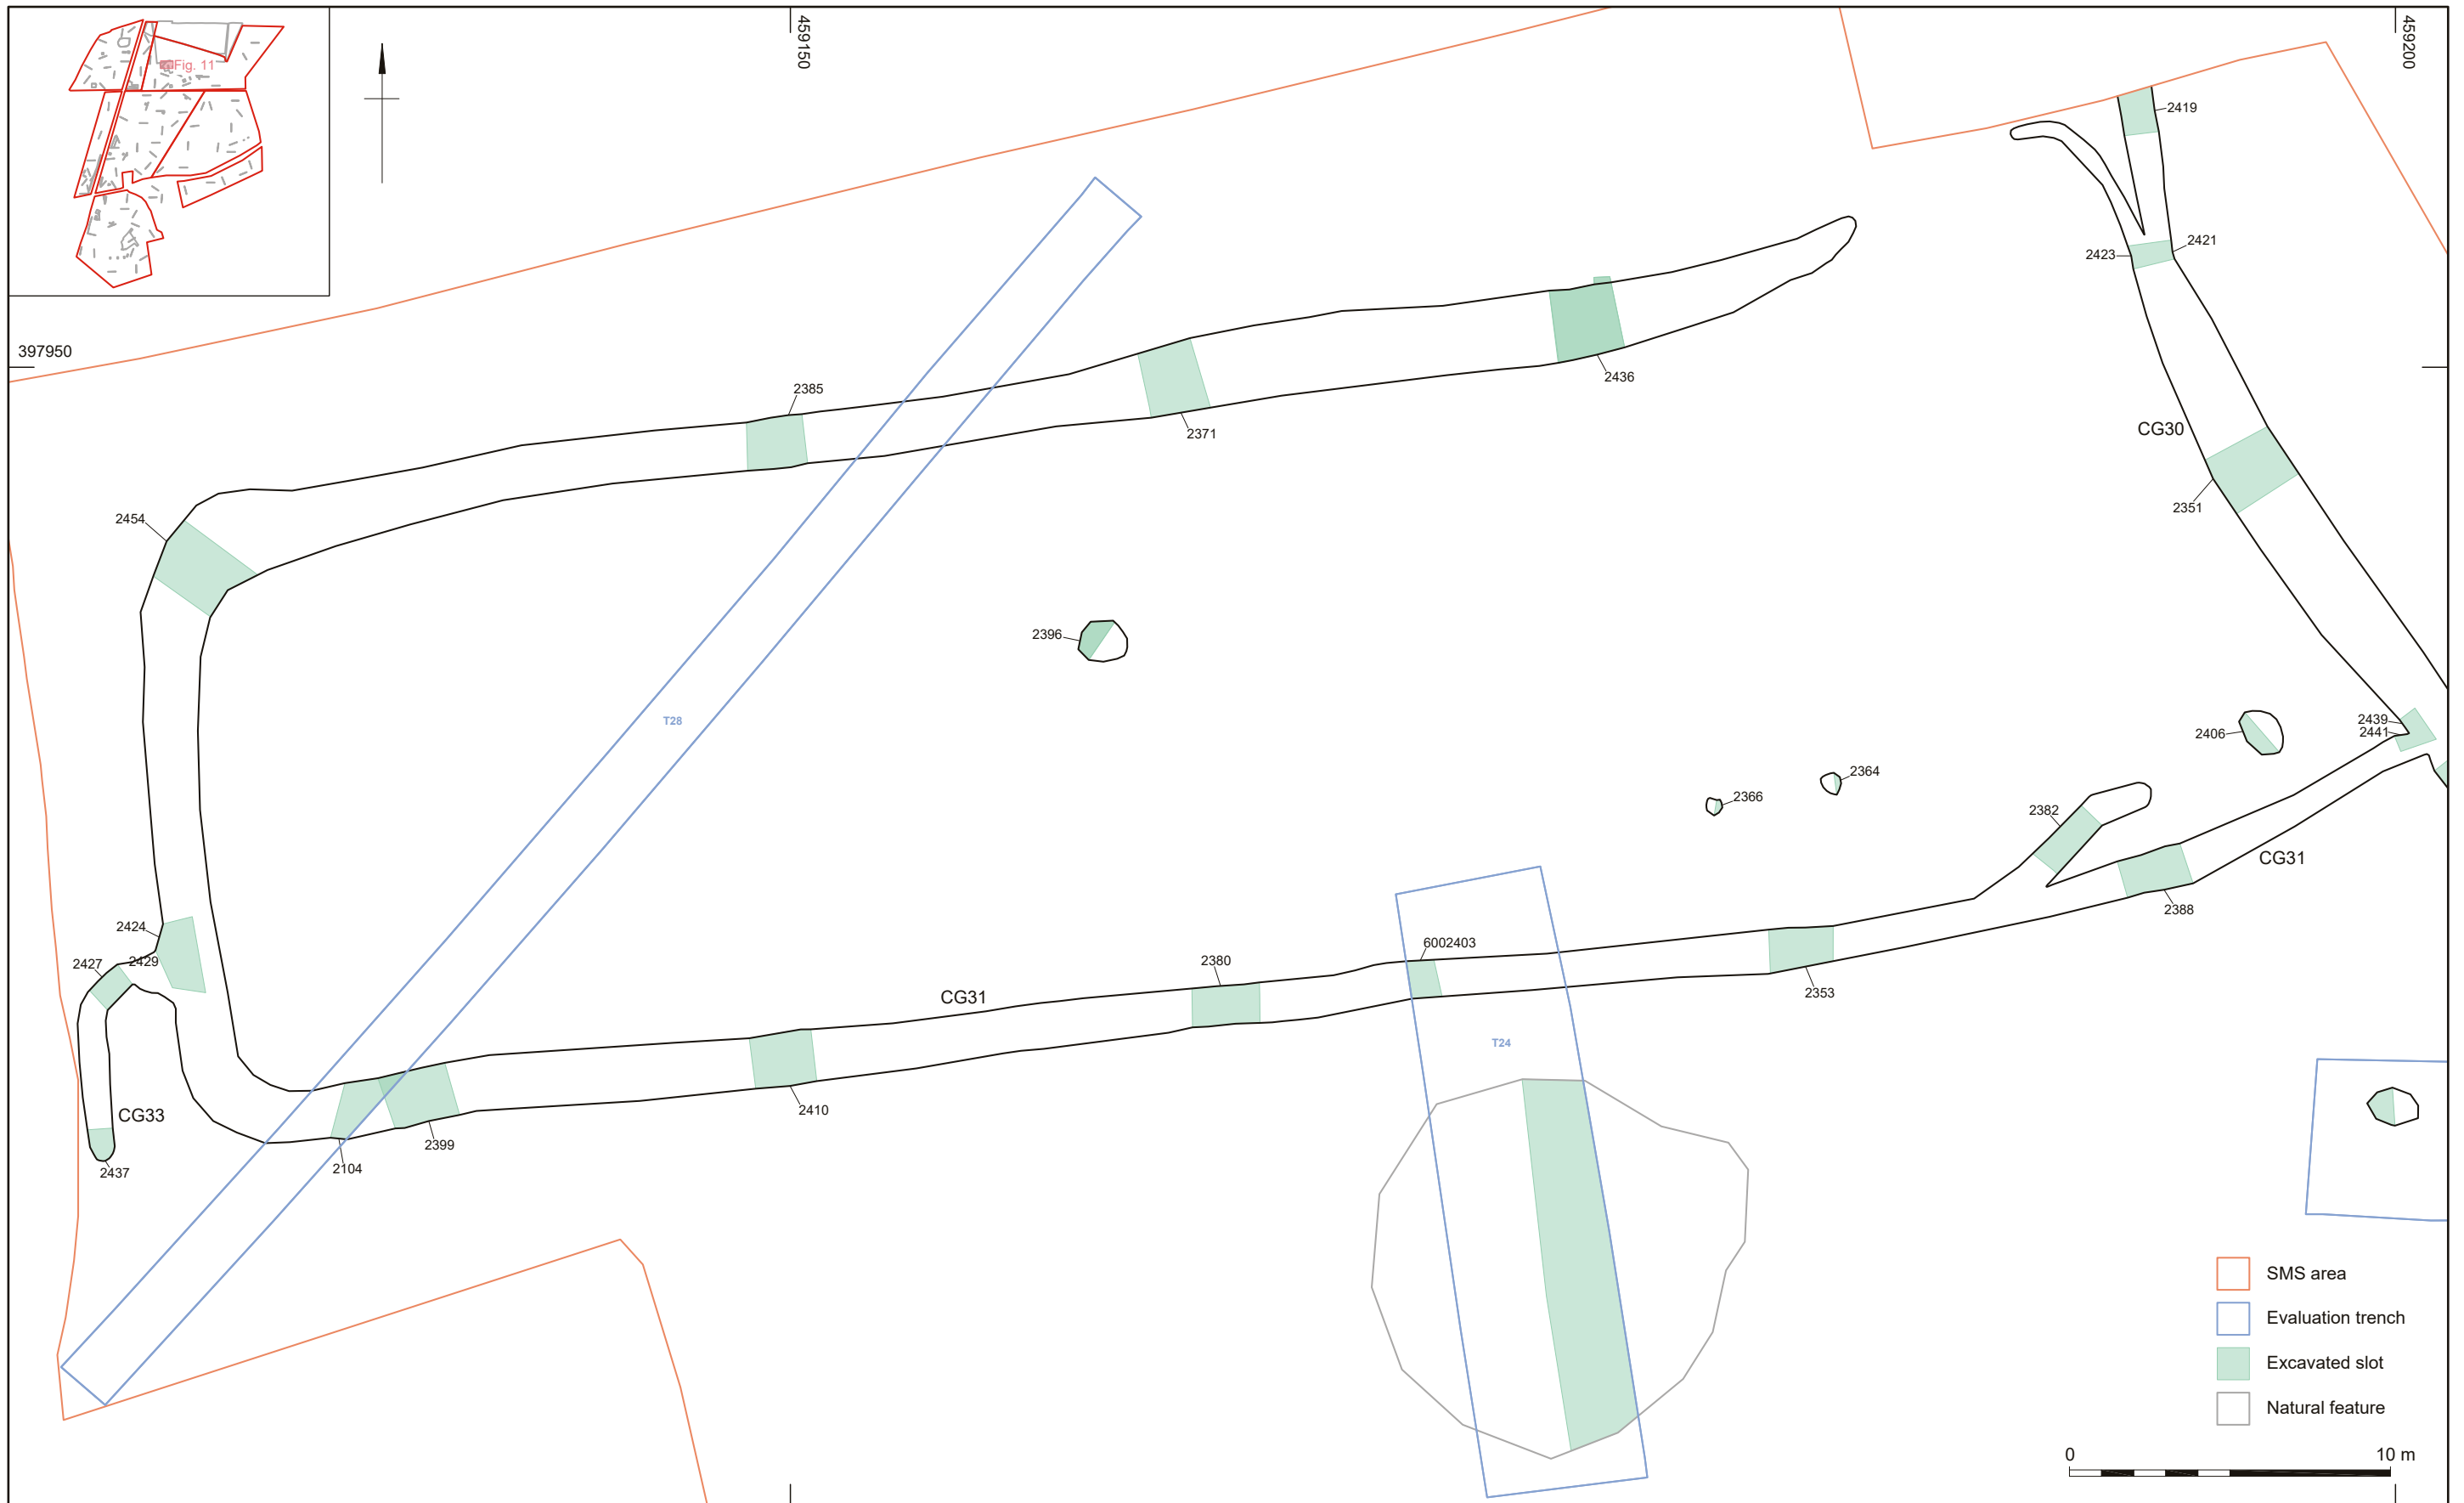 Fig. 11
459150
459200
397950
2419
2421
2423
2385
2371
2436
CG30
2351
2454
2396
T28
2439
2441
2406
2364
2366
2382
CG31
2388
2424
2429
2427
6002403
2380
CG31
2353
T24
CG33
2437
2410
2399
2104
SMS area
Evaluation trench
Excavated slot
Natural feature
0 10 m